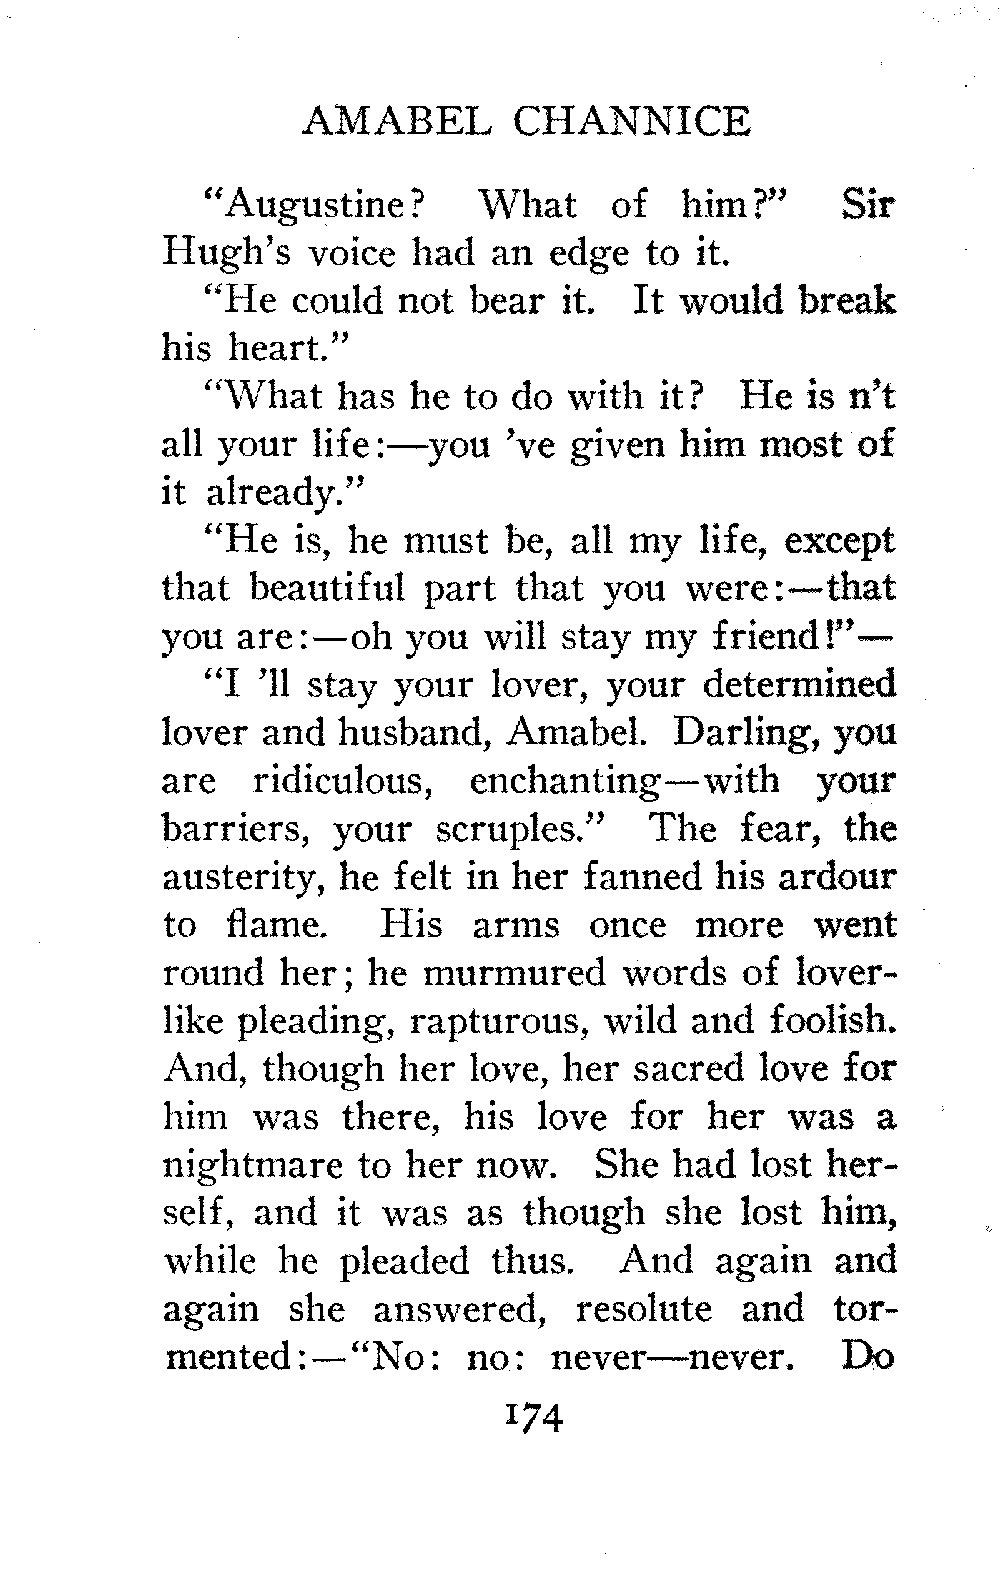 AMABEL CHANNICE
“Augustine? What of him?” Sir
Hugh’s voice had an edge to it.
“He could not bear it. It would break
his heart.”
“What has he to do with it? He is n’t
all your life:—you ’ve given him most of
it already.”
“He is, he must be, all my life, except
that beautiful part that you were:—that
you are:—oh you will stay my friend!”—
“I ’ll stay your lover, your determined
lover and husband, Amabel. Darling, you
are ridiculous, enchanting—with your
barriers, your scruples.” The fear, the
austerity, he felt in her fanned his ardour
to flame. His arms once more went
round her; he murmured words of lover-
like pleading, rapturous, wild and foolish.
And, though her love, her sacred love for
him was there, his love for her was a
nightmare to her now. She had lost her-
self, and it was as though she lost him,
while he pleaded thus. And again and
again she answered, resolute and tor-
mented:—“No: no: never—never. Do
174